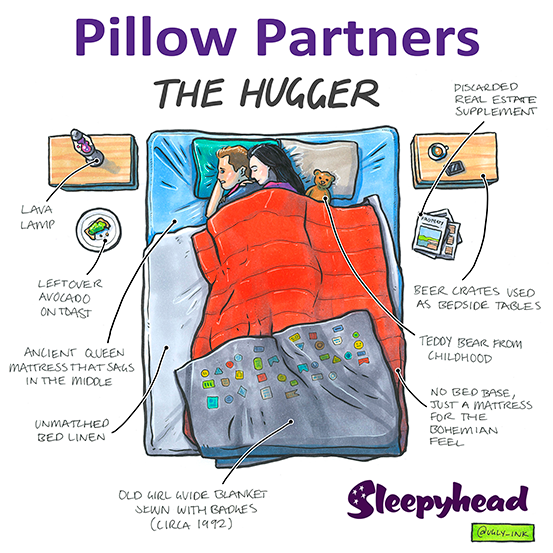 Pillow Partners
THE HUGGER
DISCARDED
REAL ESTATE
SUPPLEMENT
LAVA
LAMP
PROPERTY
LEFTOVER
AVOCADO
ON TOAST
BEER CRATES USED
AS BEDSIDE TABLES
ANCIENT QUEEN
MATTRESS THAT SAGS
IN THE MIDDLE
TEDDY BEAR FROM
CHILDHOOD
UNMATCHED
BED LINEN
NO BED BASE,
JUST A MATTRESS
FOR THE
BOHEMIAN
FEEL
OLD GIRL GUIDE BLANKET
SEWN WITH BADGES
(CIRCA 1992)
Sleepyhead
@UGLY_INK